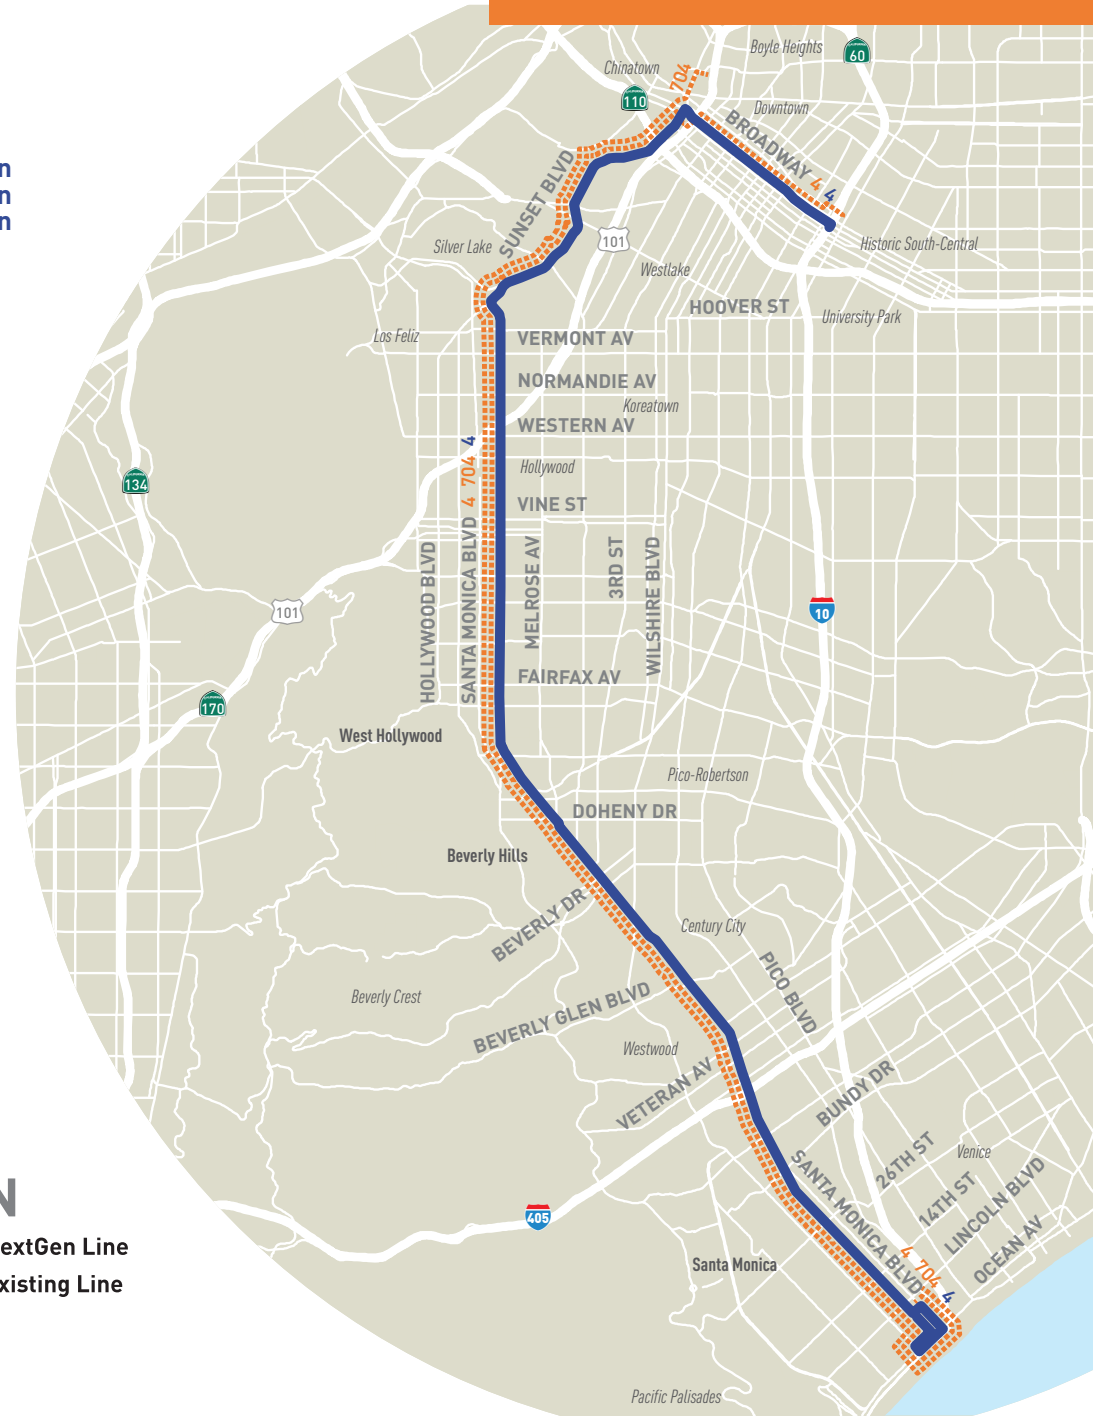 Boyle Heights
60
Chinatown
704
110
Downtown
BROADWAY 4 4
n
n
n
SUNSET BLVD
101
Silver Lake
Historic South-Central
Westlake
HOOVER ST
University Park
Los Feliz
VERMONT AV
NORMANDIE AV
Koreatown
WESTERN AV
Hollywood
134
VINE ST
HOLLYWOOD BLVD
SANTA MONICA BLVD 4 704 4
MELROSE AV
3RD ST
WILSHIRE BLVD
101
10
FAIRFAX AV
170
West Hollywood
Pico-Robertson
DOHENY DR
Beverly Hills
BEVERLY DR
Century City
PICO BLVD
Beverly Crest
BEVERLY GLEN BLVD
Westwood
VETERAN AV
BUNDY DR
SANTA MONICA BLVD
26TH ST
Venice
14TH ST
LINCOLN BLVD
OCEAN AV
N
405
extGen Line
xisting Line
Santa Monica
4 704 4
Pacific Palisades